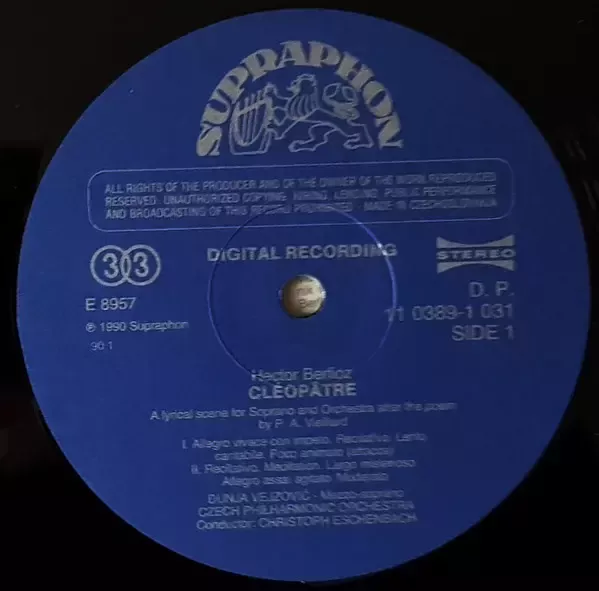 SUPRAPHON
ALL RIGHTS OF THE PRODUCER AND OF THE OWNER OF THE WORK REPRODUCED
RESERVED. UNAUTHORIZED COPYING, HIRING, LENDING, PUBLIC PERFORMANCE
AND BROADCASTING OF THIS RECORD PROHIBITED. MADE IN CZECHOSLOVAKIA
33
DIGITAL RECORDING
STEREO
E 8957
D. P.
11 0389-1 031
℗ 1990 Supraphon
SIDE 1
90 1
Hector Berlioz
CLÉOPÂTRE
A lyrical scene for Soprano and Orchestra after the poem
by P. A. Vieillard
I. Allegro vivace con impeto. Recitativo. Lento
cantabile. Poco animato
II. Recitativo. Meditation. Largo misterioso.
Allegro assai agitato. Moderato
DUNJA VEJZOVIĆ - Mezzo-soprano
CZECH PHILHARMONIC ORCHESTRA
Conductor: CHRISTOPH ESCHENBACH